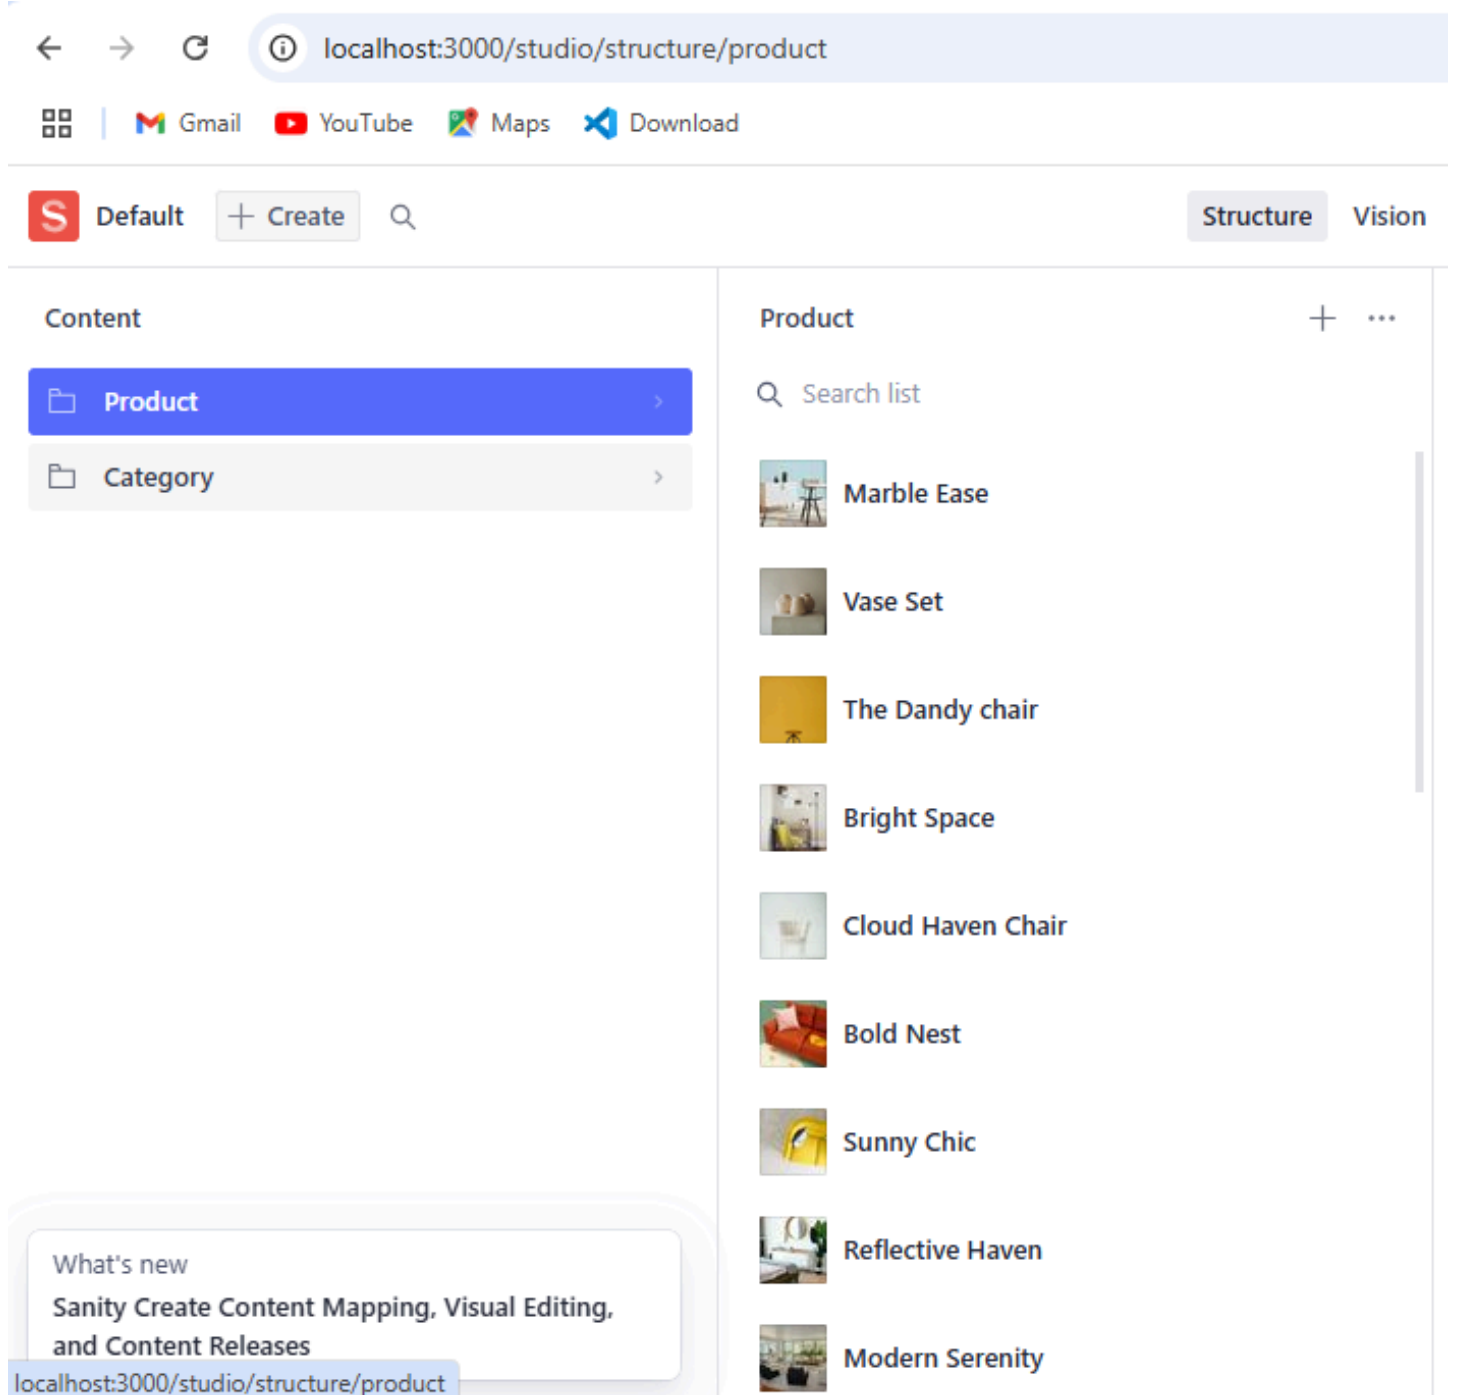 localhost:3000/studio/structure/product
Gmail YouTube Maps Download
S Default + Create Structure Vision
Content
Product
Category
Product
Search list
Marble Ease
Vase Set
The Dandy chair
Bright Space
Cloud Haven Chair
Bold Nest
Sunny Chic
Reflective Haven
Modern Serenity
What's new
Sanity Create Content Mapping, Visual Editing,
and Content Releases
localhost:3000/studio/structure/product